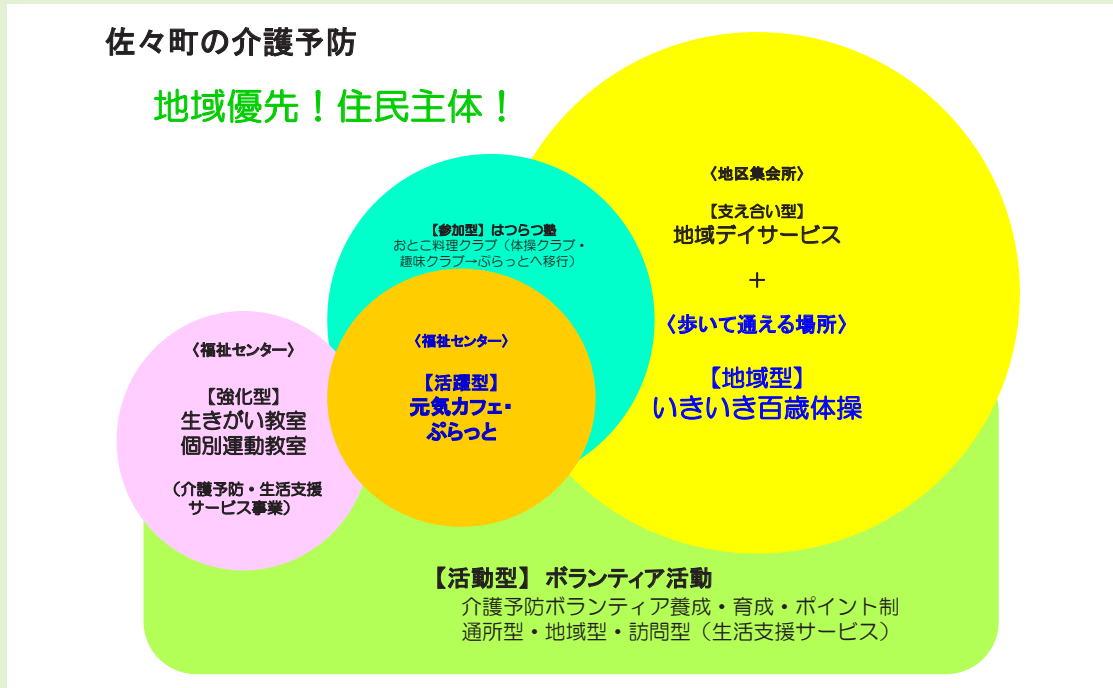 佐々町の介護予防
地域優先！住民主体！
〈地区集会所〉
【支え合い型】
地域デイサービス
＋
〈歩いて通える場所〉
【地域型】
いきいき百歳体操
【参加型】はつらつ塾
おとこ料理クラブ（体操クラブ・
趣味クラブ→ぷらっとへ移行）
〈福祉センター〉
【活躍型】
元気カフェ・
ぷらっと
〈福祉センター〉
【強化型】
生きがい教室
個別運動教室
（介護予防・生活支援
サービス事業）
【活動型】 ボランティア活動
介護予防ボランティア養成・育成・ポイント制
通所型・地域型・訪問型（生活支援サービス）